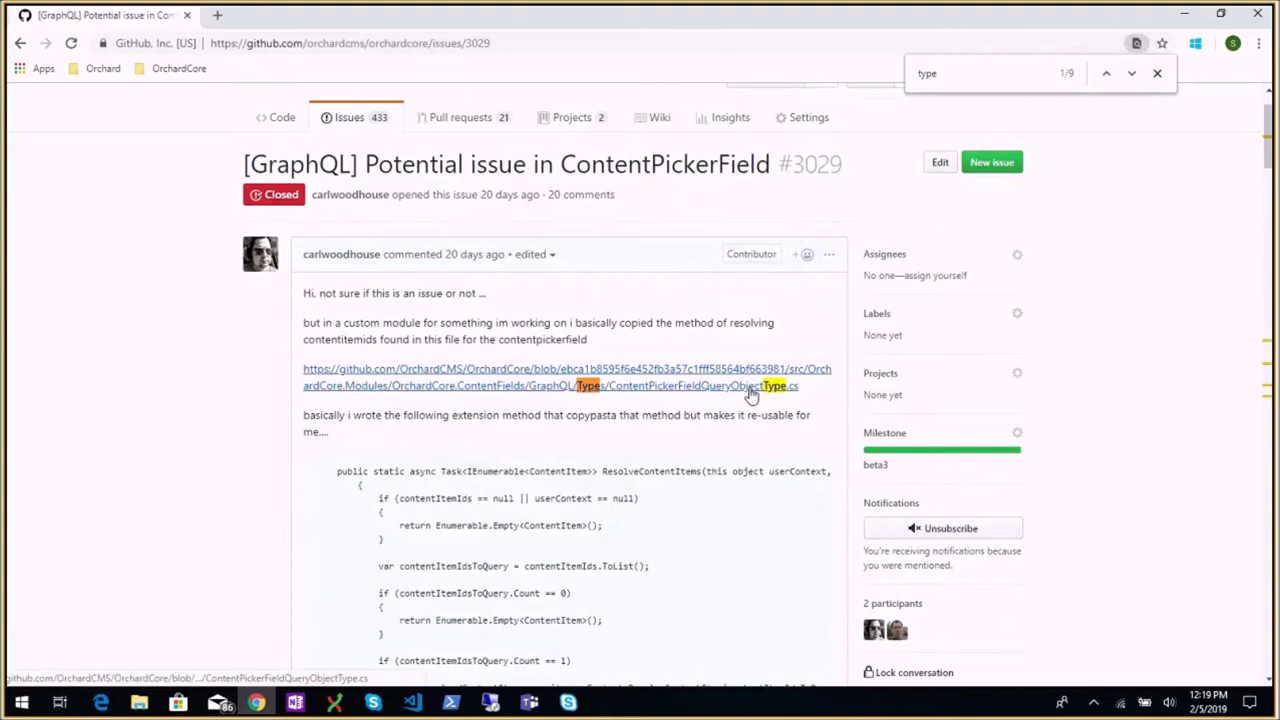 [GraphQL] Potential issue in Con
GitHub, Inc. [US] | https://github.com/orchardcms/orchardcore/issues/3029
S
Apps Orchard OrchardCore
type 1/9
Code Issues 433 Pull requests 21 Projects 2 Wiki Insights Settings
[GraphQL] Potential issue in ContentPickerField #3029
Edit New issue
Closed carlwoodhouse opened this issue 20 days ago · 20 comments
carlwoodhouse commented 20 days ago • edited Contributor
Hi, not sure if this is an issue or not ...
but in a custom module for something im working on i basically copied the method of resolving
contentitemids found in this file for the contentpickerfield
https://github.com/OrchardCMS/OrchardCore/blob/ebca1b8595f6e452fb3a57c1fff58564bf663981/src/Orch
ardCore.Modules/OrchardCore.ContentFields/GraphQL/Types/ContentPickerFieldQueryObjectType.cs
basically i wrote the following extension method that copypasta that method but makes it re-usable for
me....
public static async Task<IEnumerable<ContentItem>> ResolveContentItems(this object userContext,
{
if (contentItemIds == null || userContext == null)
{
return Enumerable.Empty<ContentItem>();
}
var contentItemIdsToQuery = contentItemIds.ToList();
if (contentItemIdsToQuery.Count == 0)
{
return Enumerable.Empty<ContentItem>();
}
if (contentItemIdsToQuery.Count == 1)
Assignees
No one—assign yourself
Labels
None yet
Projects
None yet
Milestone
beta3
Notifications
Unsubscribe
You're receiving notifications because
you were mentioned.
2 participants
Lock conversation
github.com/OrchardCMS/OrchardCore/blob/.../ContentPickerFieldQueryObjectType.cs
86
12:19 PM
2/5/2019